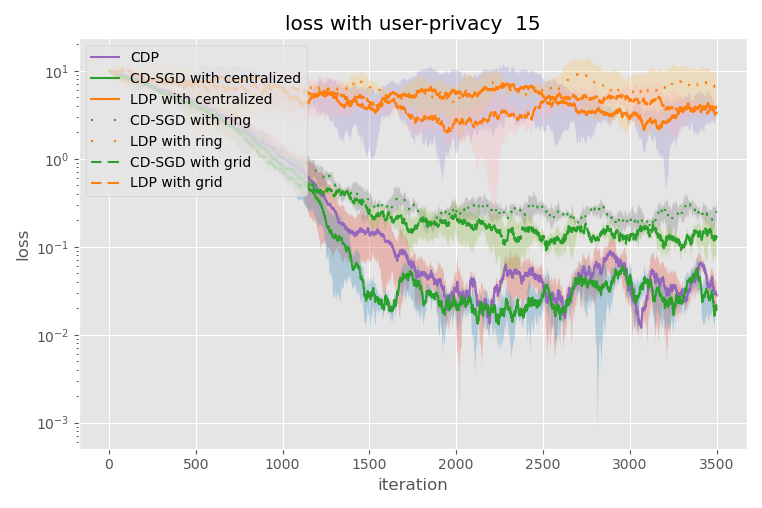 loss with user-privacy  15
CDP
CD-SGD with centralized
LDP with centralized
CD-SGD with ring
LDP with ring
CD-SGD with grid
LDP with grid
10¹
10⁰
10⁻¹
10⁻²
10⁻³
loss
0 500 1000 1500 2000 2500 3000 3500
iteration